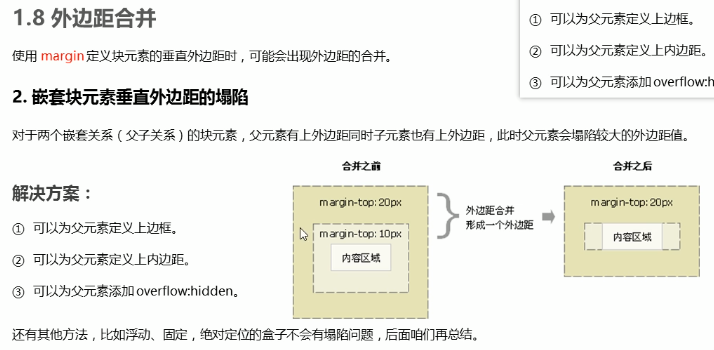 1.8 外边距合并
使用 margin 定义块元素的垂直外边距时，可能会出现外边距的合并。
① 可以为父元素定义上边框。
② 可以为父元素定义上内边距。
③ 可以为父元素添加 overflow:h
2. 嵌套块元素垂直外边距的塌陷
对于两个嵌套关系（父子关系）的块元素，父元素有上外边距同时子元素也有上外边距，此时父元素会塌陷较大的外边距值。
解决方案：
① 可以为父元素定义上边框。
② 可以为父元素定义上内边距。
③ 可以为父元素添加 overflow:hidden。
合并之前
margin-top: 20px
margin-top: 10px
内容区域
外边距合并
形成一个外边距
合并之后
margin-top: 20px
内容区域
还有其他方法，比如浮动、固定，绝对定位的盒子不会有塌陷问题，后面咱们再总结。